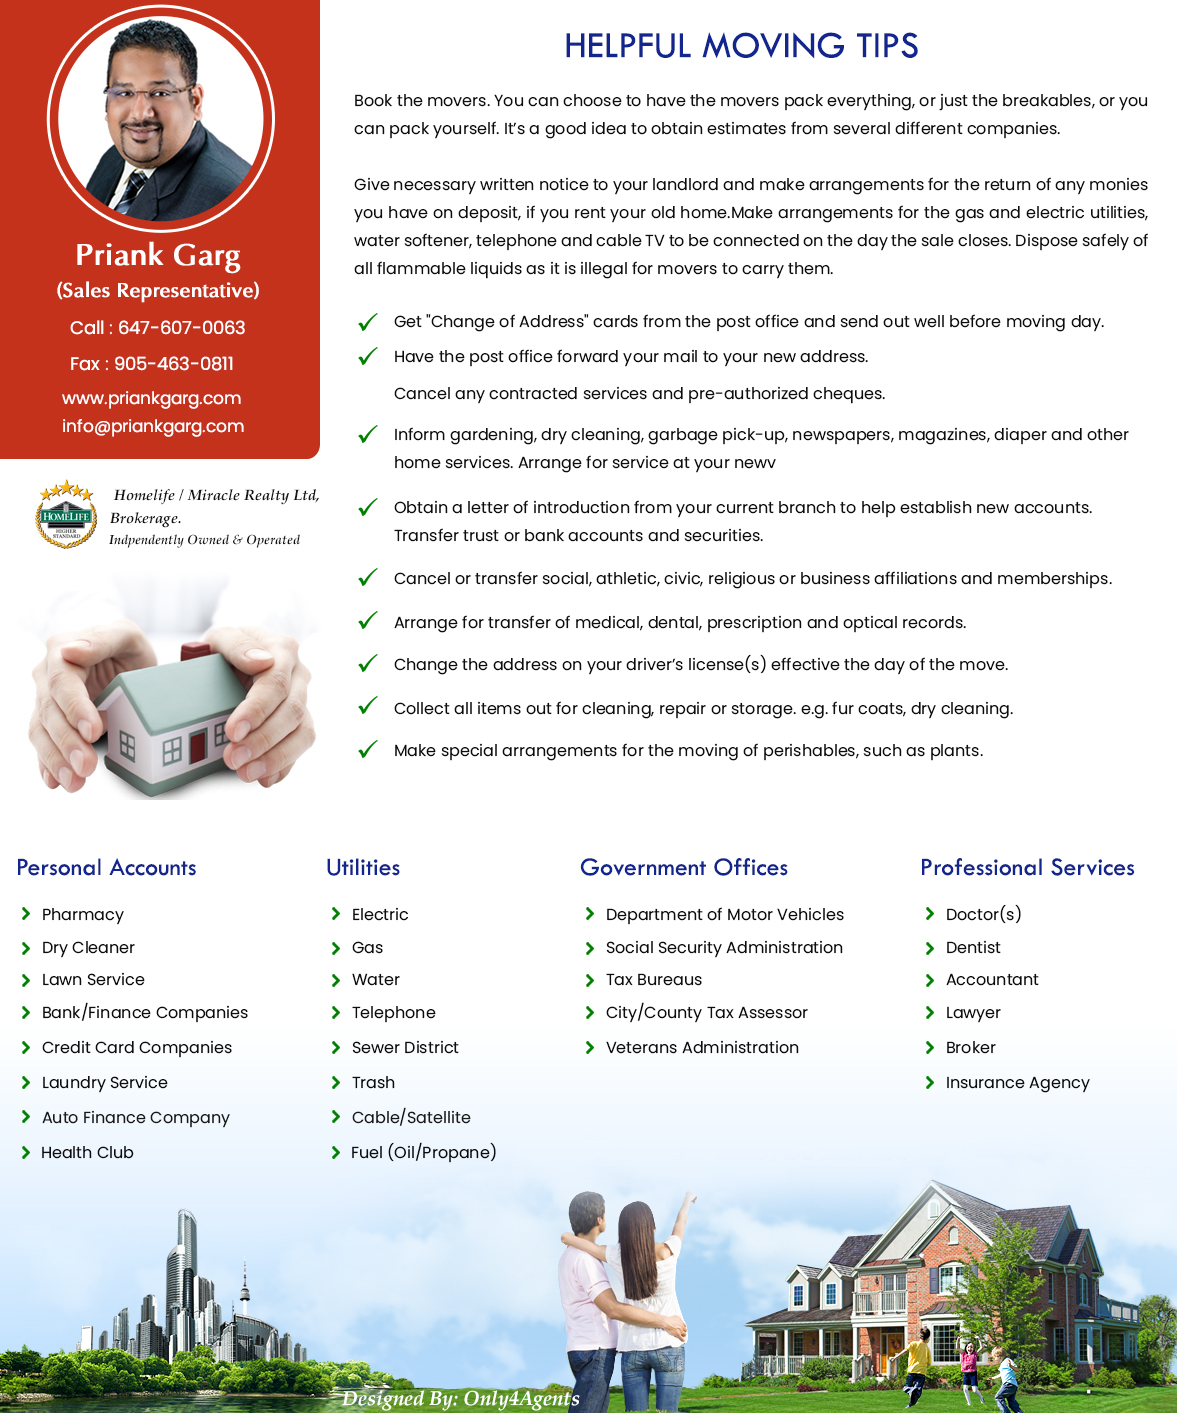 Priank Garg
(Sales Representative)
Call : 647-607-0063
Fax : 905-463-0811
www.priankgarg.com
info@priankgarg.com
HOMELIFE
HIGHER
STANDARD
Homelife / Miracle Realty Ltd,
Brokerage.
Indpendently Owned & Operated
HELPFUL MOVING TIPS
Book the movers. You can choose to have the movers pack everything, or just the breakables, or you
can pack yourself. It's a good idea to obtain estimates from several different companies.
Give necessary written notice to your landlord and make arrangements for the return of any monies
you have on deposit, if you rent your old home.Make arrangements for the gas and electric utilities,
water softener, telephone and cable TV to be connected on the day the sale closes. Dispose safely of
all flammable liquids as it is illegal for movers to carry them.
Get "Change of Address" cards from the post office and send out well before moving day.
Have the post office forward your mail to your new address.
Cancel any contracted services and pre-authorized cheques.
Inform gardening, dry cleaning, garbage pick-up, newspapers, magazines, diaper and other
home services. Arrange for service at your newv
Obtain a letter of introduction from your current branch to help establish new accounts.
Transfer trust or bank accounts and securities.
Cancel or transfer social, athletic, civic, religious or business affiliations and memberships.
Arrange for transfer of medical, dental, prescription and optical records.
Change the address on your driver's license(s) effective the day of the move.
Collect all items out for cleaning, repair or storage. e.g. fur coats, dry cleaning.
Make special arrangements for the moving of perishables, such as plants.
Personal Accounts
Pharmacy
Dry Cleaner
Lawn Service
Bank/Finance Companies
Credit Card Companies
Laundry Service
Auto Finance Company
Health Club
Utilities
Electric
Gas
Water
Telephone
Sewer District
Trash
Cable/Satellite
Fuel (Oil/Propane)
Government Offices
Department of Motor Vehicles
Social Security Administration
Tax Bureaus
City/County Tax Assessor
Veterans Administration
Professional Services
Doctor(s)
Dentist
Accountant
Lawyer
Broker
Insurance Agency
Designed By: Only4Agents